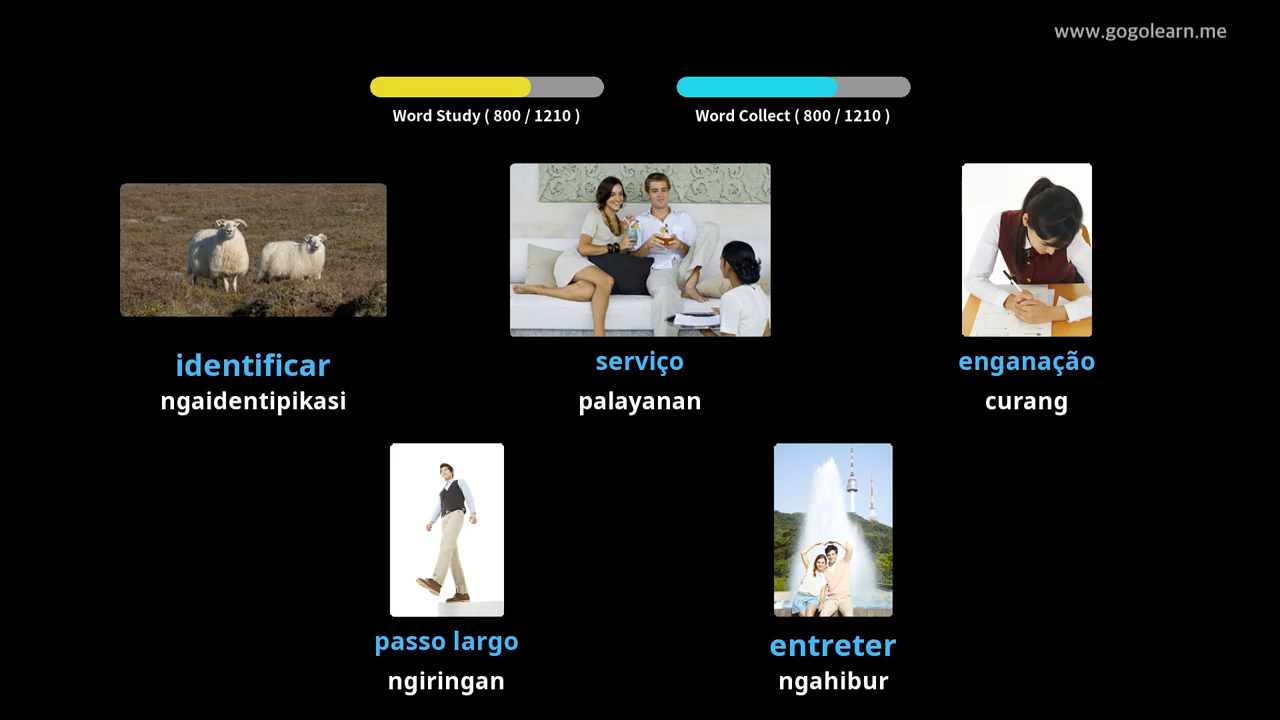 www.gogolearn.me
Word Study ( 800 / 1210 )
Word Collect ( 800 / 1210 )
identificar
ngaidentipikasi
serviço
palayanan
enganação
curang
passo largo
ngiringan
entreter
ngahibur